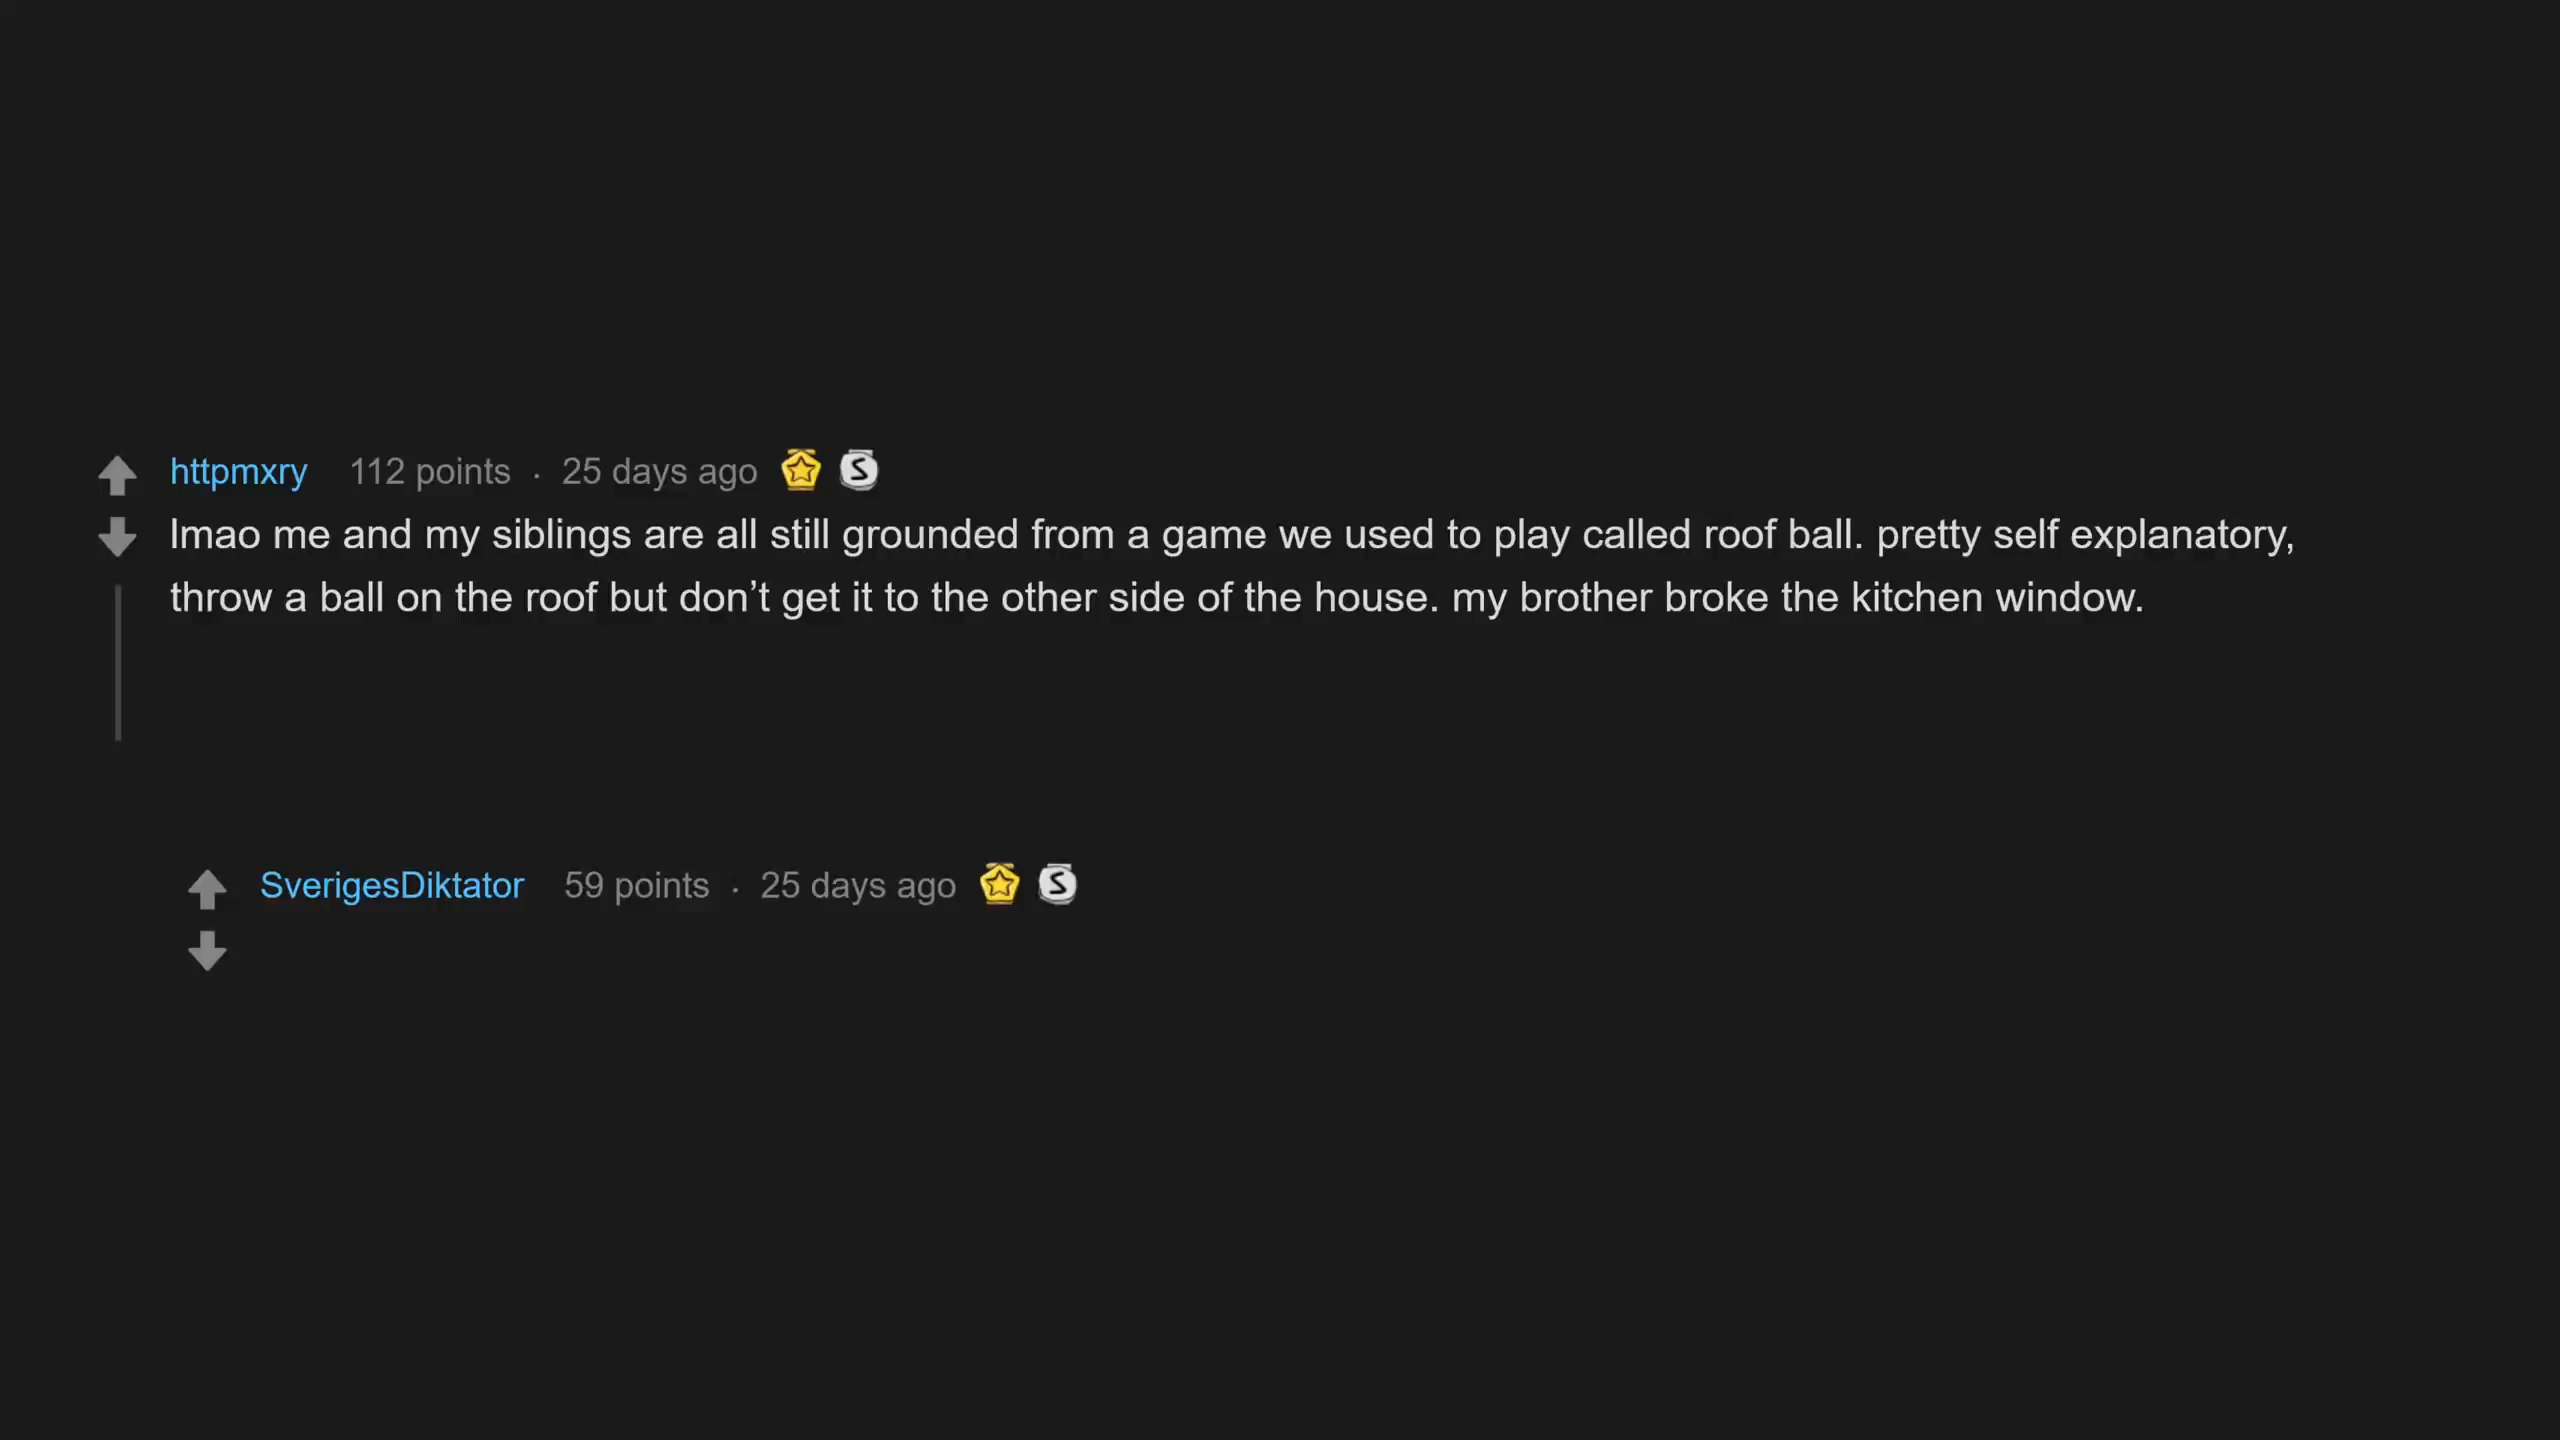 httpmxry 112 points · 25 days ago S
lmao me and my siblings are all still grounded from a game we used to play called roof ball. pretty self explanatory,
throw a ball on the roof but don’t get it to the other side of the house. my brother broke the kitchen window.
SverigesDiktator 59 points · 25 days ago S